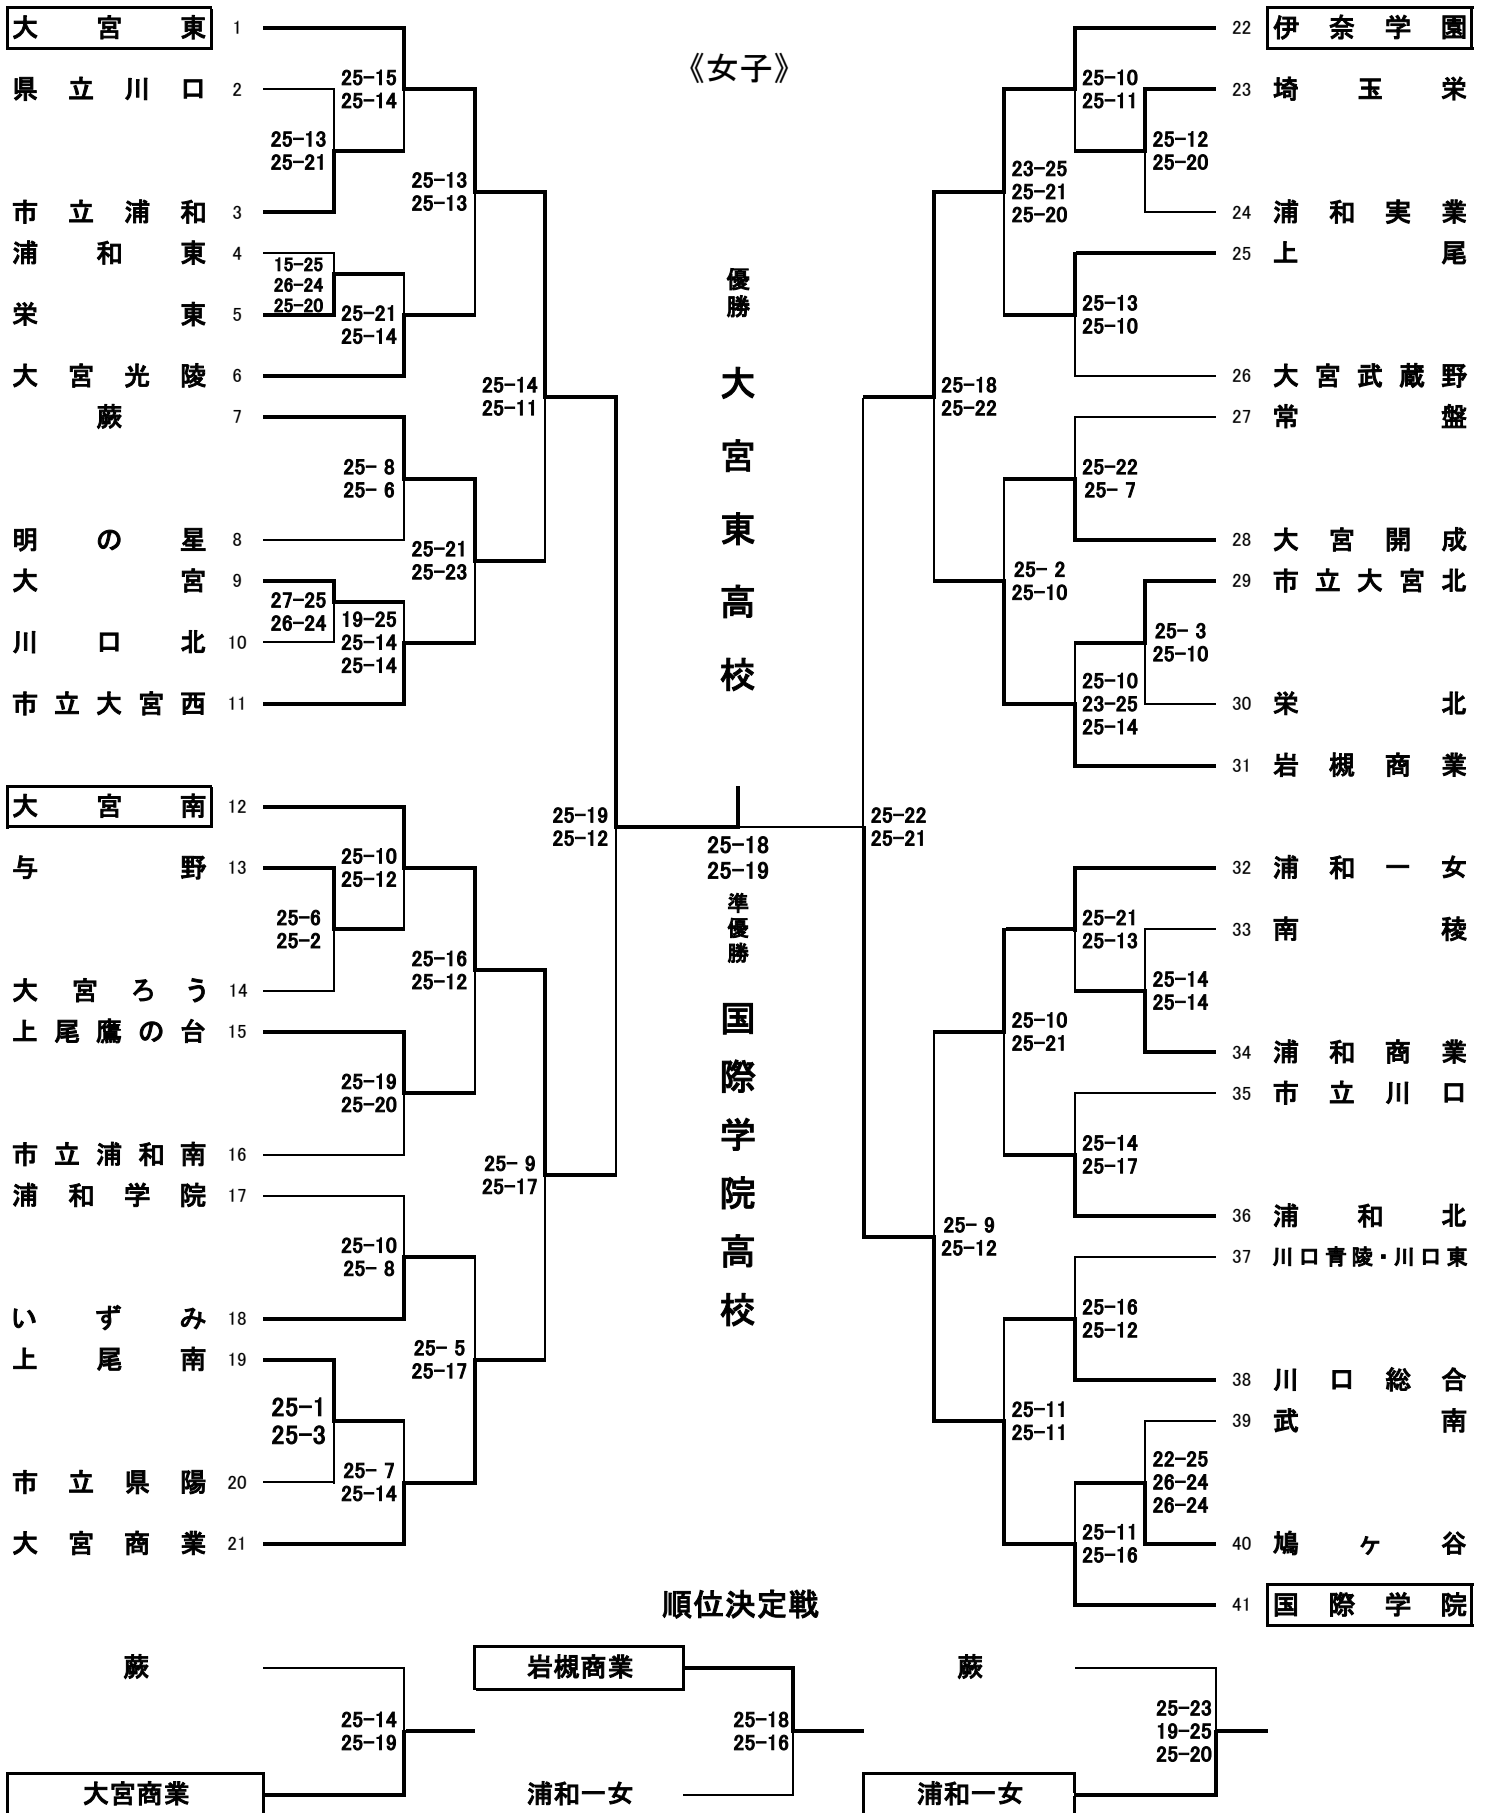 《女子》
大宮東 1
県立川口 2
市立浦和 3
浦和東 4
栄東 5
大宮光陵 6
蕨 7
明の星 8
大宮 9
川口北 10
市立大宮西 11
大宮南 12
与野 13
大宮ろう 14
上尾鷹の台 15
市立浦和南 16
浦和学院 17
いずみ 18
上尾南 19
市立県陽 20
大宮商業 21
25-15
25-14
25-13
25-21
25-13
25-13
15-25
26-24
25-20
25-21
25-14
25-14
25-11
25- 8
25- 6
25-21
25-23
27-25
26-24
19-25
25-14
25-14
25-19
25-12
25-10
25-12
25-6
25-2
25-16
25-12
25-19
25-20
25- 9
25-17
25-10
25- 8
25- 5
25-17
25-1
25-3
25- 7
25-14
優勝
大宮東高校
25-18
25-19
準優勝
国際学院高校
22 伊奈学園
23 埼玉栄
24 浦和実業
25 上尾
26 大宮武蔵野
27 常盤
28 大宮開成
29 市立大宮北
30 栄北
31 岩槻商業
32 浦和一女
33 南稜
34 浦和商業
35 市立川口
36 浦和北
37 川口青陵・川口東
38 川口総合
39 武南
40 鳩ヶ谷
41 国際学院
25-10
25-11
25-12
25-20
23-25
25-21
25-20
25-13
25-10
25-18
25-22
25-22
25- 7
25- 2
25-10
25- 3
25-10
25-10
23-25
25-14
25-22
25-21
25-21
25-13
25-14
25-14
25-10
25-21
25-14
25-17
25- 9
25-12
25-16
25-12
25-11
25-11
22-25
26-24
26-24
25-11
25-16
順位決定戦
蕨
25-14
25-19
大宮商業
岩槻商業
25-18
25-16
浦和一女
蕨
25-23
19-25
25-20
浦和一女